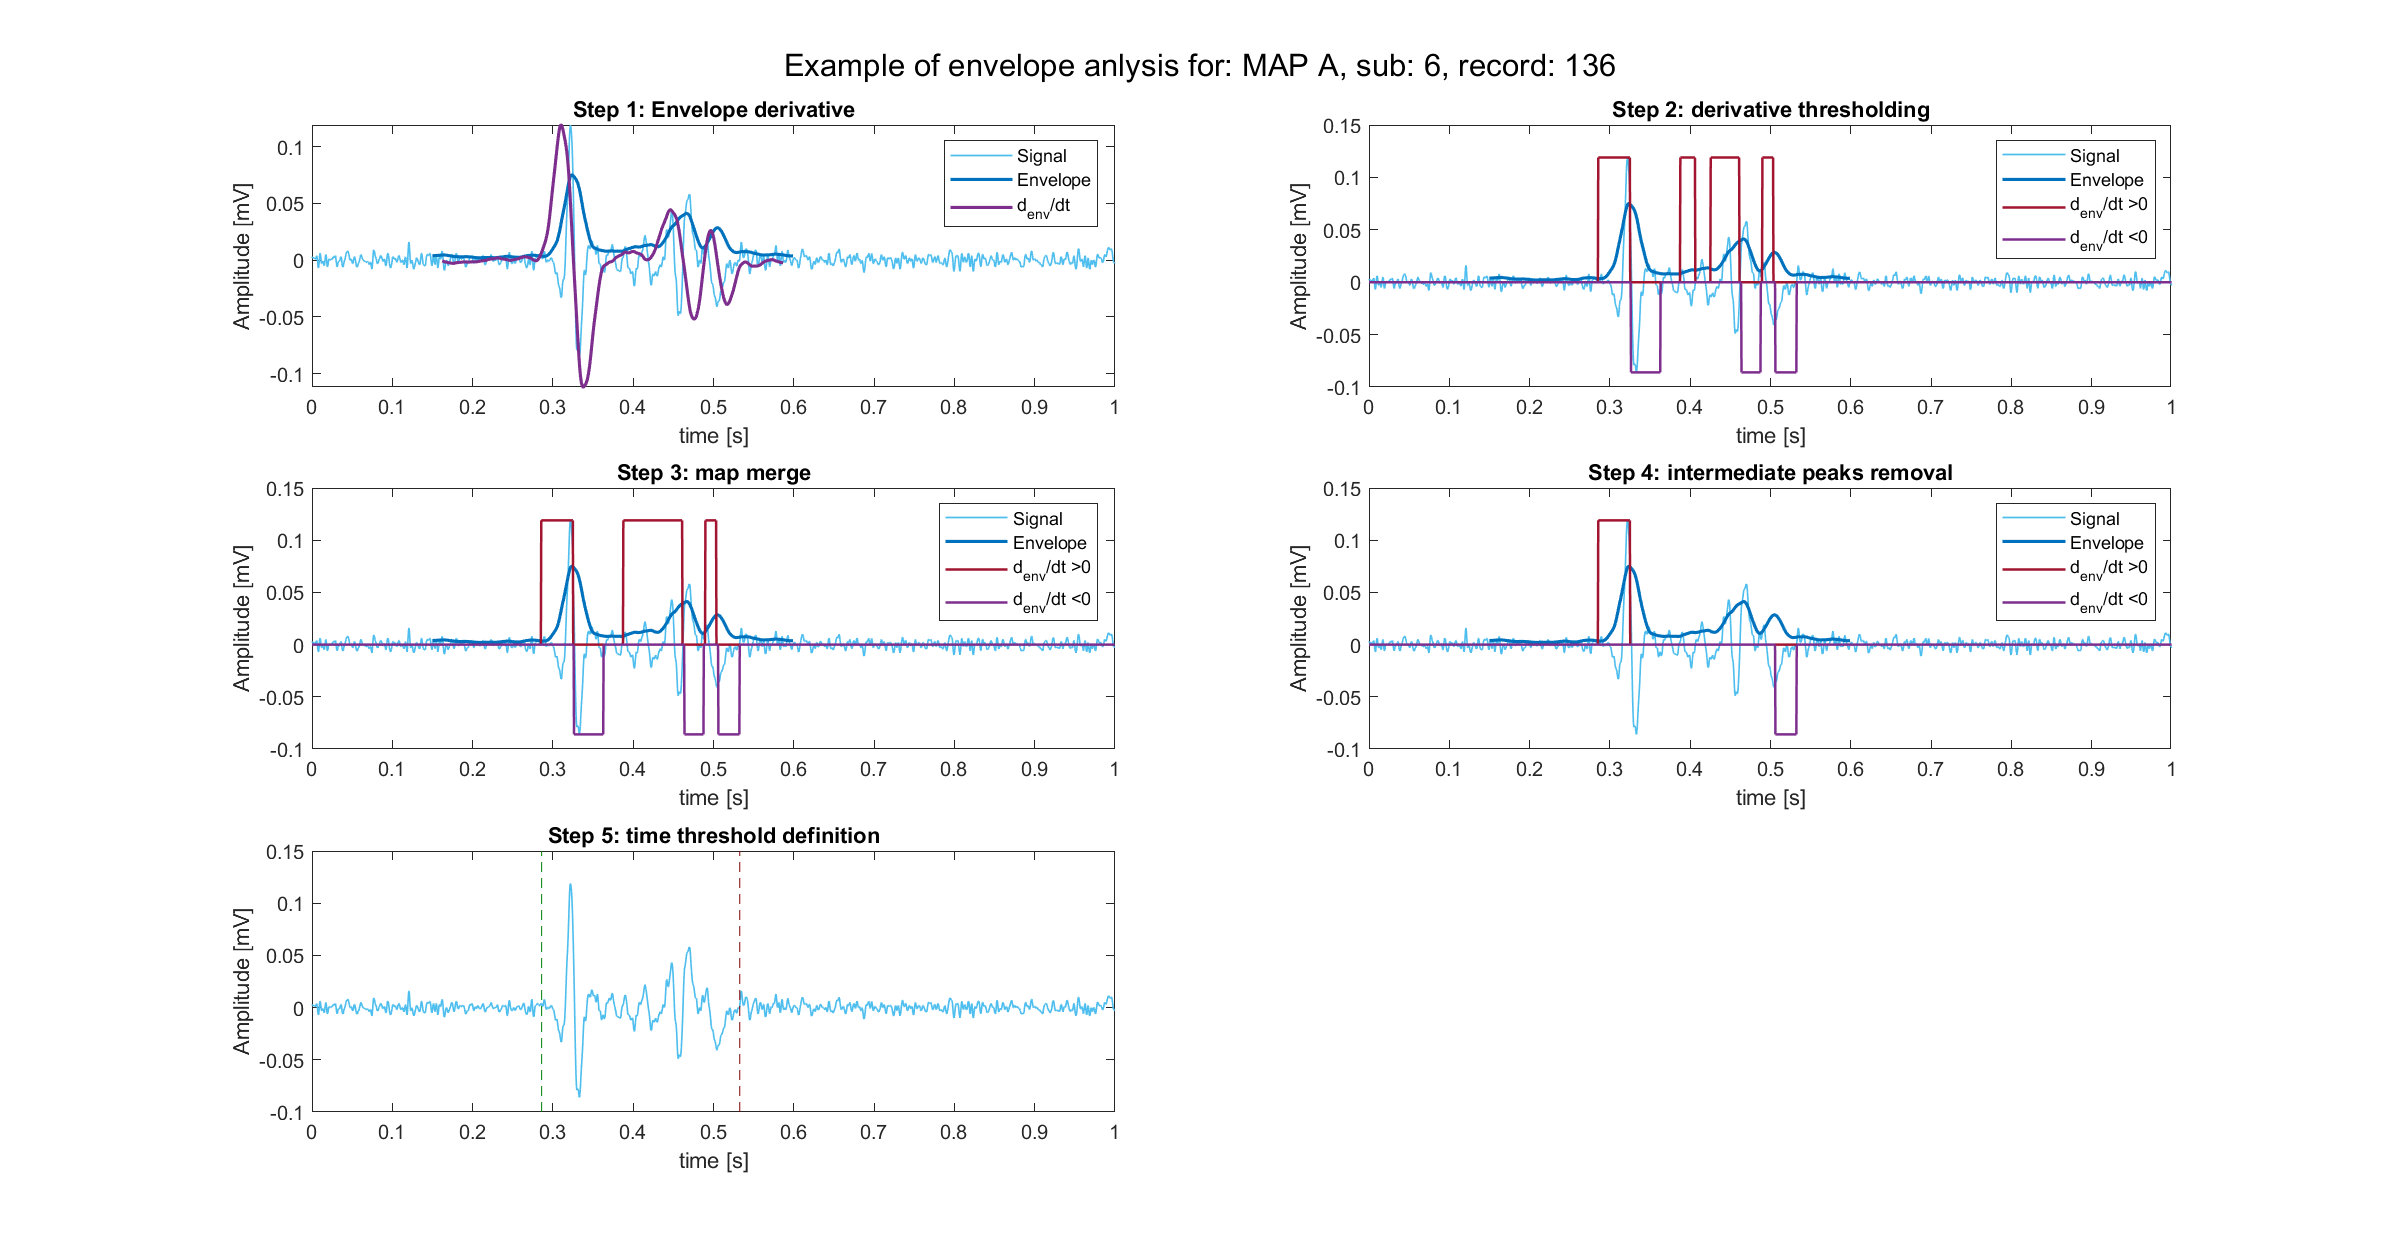 Example of envelope anlysis for: MAP A, sub: 6, record: 136
Step 1: Envelope derivative
Amplitude [mV]
0.1
0.05
0
-0.05
-0.1
Signal
Envelope
d_env/dt
0 0.1 0.2 0.3 0.4 0.5 0.6 0.7 0.8 0.9 1
time [s]
Step 2: derivative thresholding
Amplitude [mV]
0.15
0.1
0.05
0
-0.05
-0.1
Signal
Envelope
d_env/dt >0
d_env/dt <0
0 0.1 0.2 0.3 0.4 0.5 0.6 0.7 0.8 0.9 1
time [s]
Step 3: map merge
Amplitude [mV]
0.15
0.1
0.05
0
-0.05
-0.1
Signal
Envelope
d_env/dt >0
d_env/dt <0
0 0.1 0.2 0.3 0.4 0.5 0.6 0.7 0.8 0.9 1
time [s]
Step 4: intermediate peaks removal
Amplitude [mV]
0.15
0.1
0.05
0
-0.05
-0.1
Signal
Envelope
d_env/dt >0
d_env/dt <0
0 0.1 0.2 0.3 0.4 0.5 0.6 0.7 0.8 0.9 1
time [s]
Step 5: time threshold definition
Amplitude [mV]
0.15
0.1
0.05
0
-0.05
-0.1
0 0.1 0.2 0.3 0.4 0.5 0.6 0.7 0.8 0.9 1
time [s]